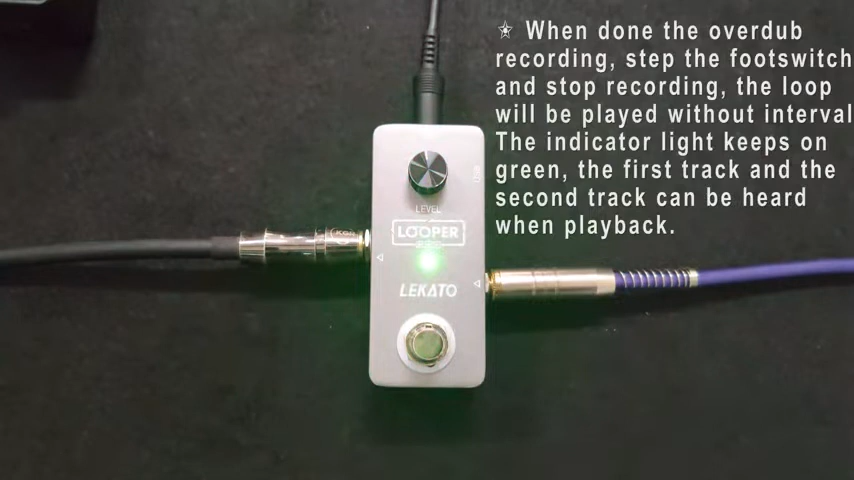 ✯ When done the overdub
recording, step the footswitch
and stop recording, the loop
will be played without interval
The indicator light keeps on
green, the first track and the
second track can be heard
when playback.
LEVEL
LOOPER
LEKATO